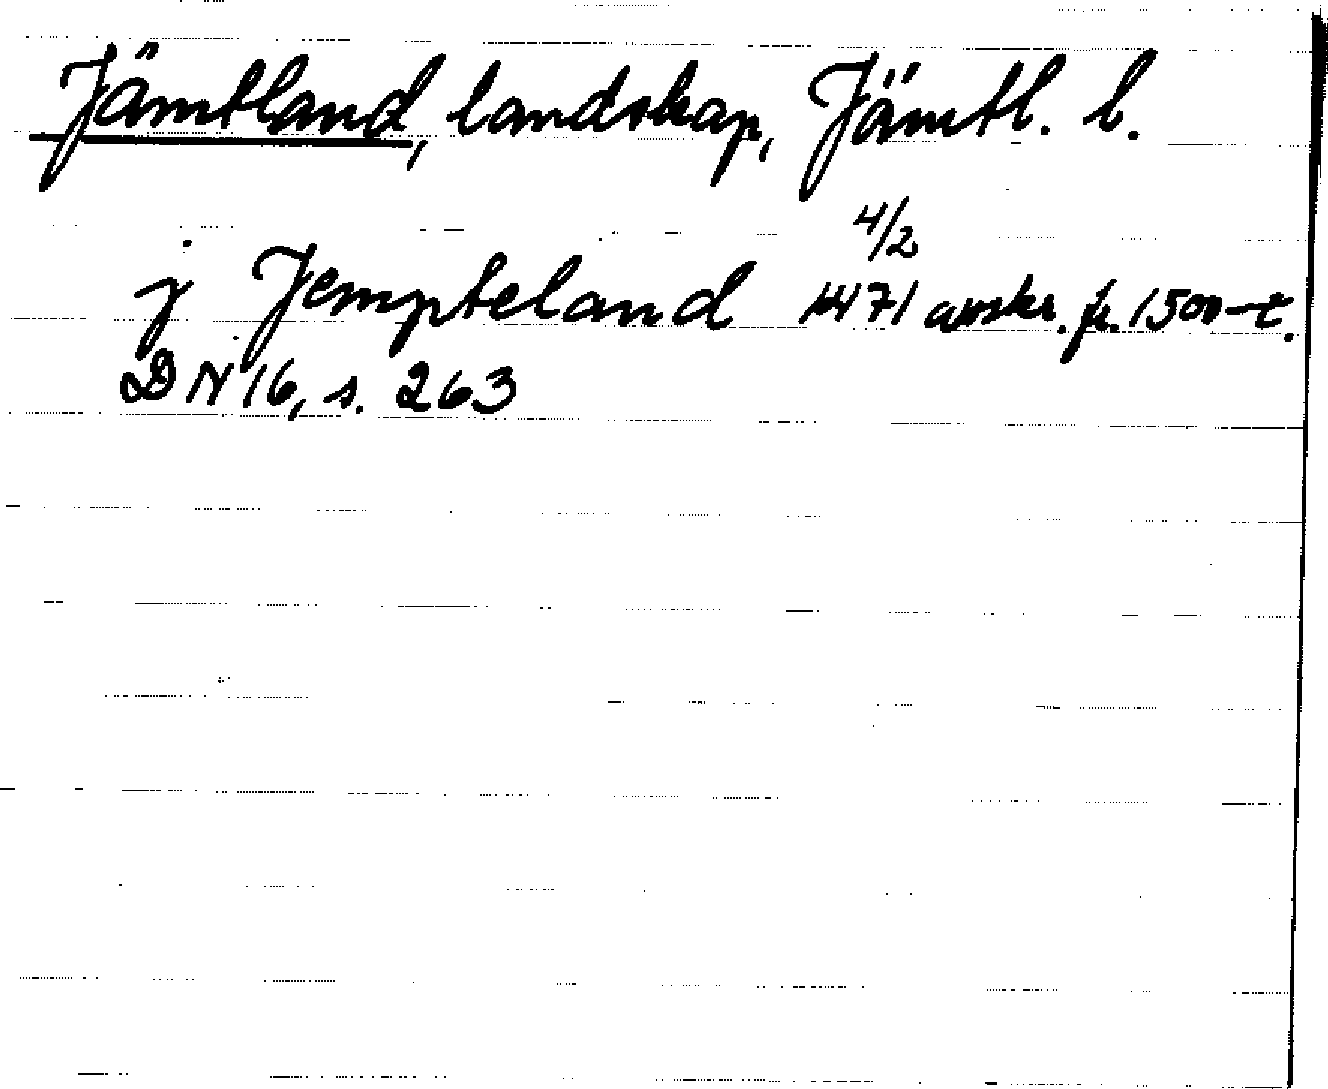 Jämtland, landskap, Jämtl. l.
4/2
j Jempteland 1471 avskr. fr. 1500-t.
DN 16, s. 263